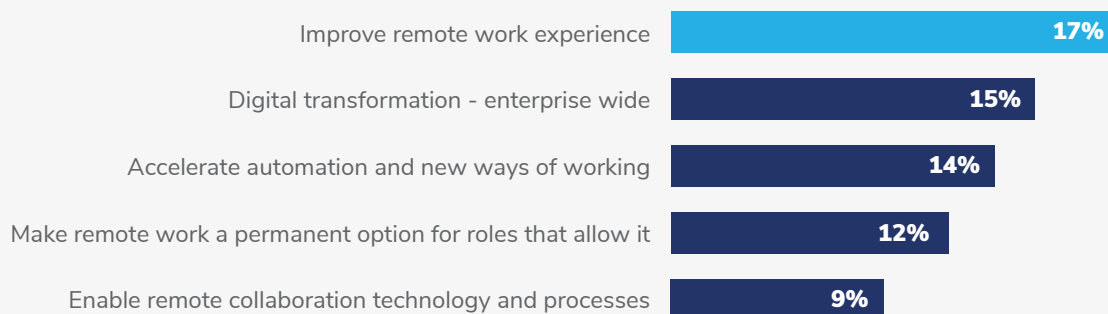 Improve remote work experience 17%
Digital transformation - enterprise wide 15%
Accelerate automation and new ways of working 14%
Make remote work a permanent option for roles that allow it 12%
Enable remote collaboration technology and processes 9%